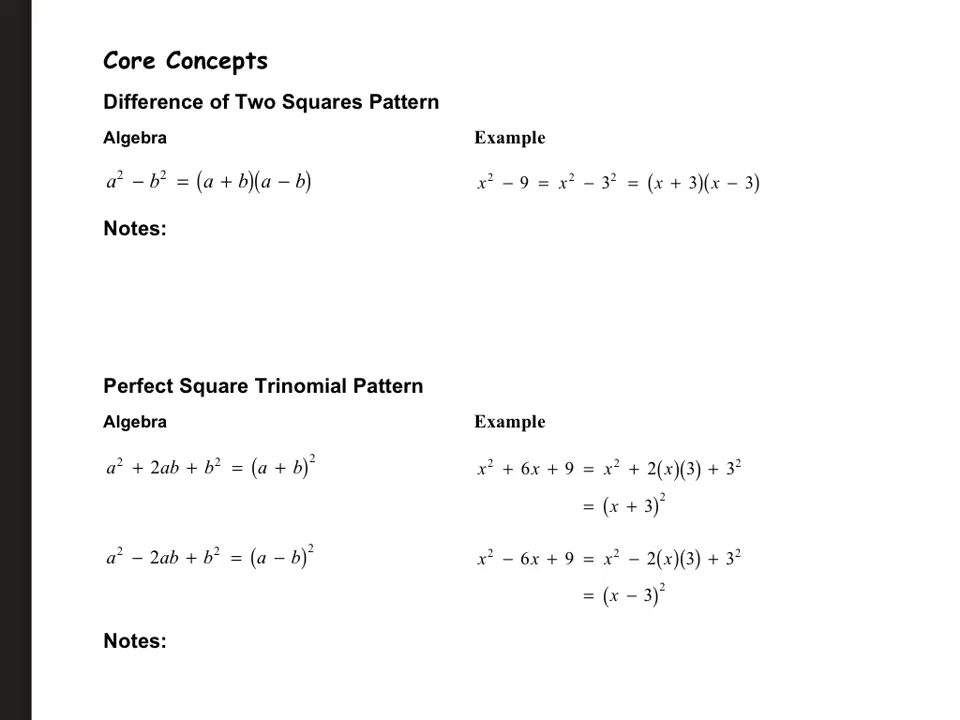 Core Concepts
Difference of Two Squares Pattern
Algebra Example
a² − b² = (a + b)(a − b) x² − 9 = x² − 3² = (x + 3)(x − 3)
Notes:
Perfect Square Trinomial Pattern
Algebra Example
a² + 2ab + b² = (a + b)² x² + 6x + 9 = x² + 2(x)(3) + 3²
= (x + 3)²
a² − 2ab + b² = (a − b)² x² − 6x + 9 = x² − 2(x)(3) + 3²
= (x − 3)²
Notes: